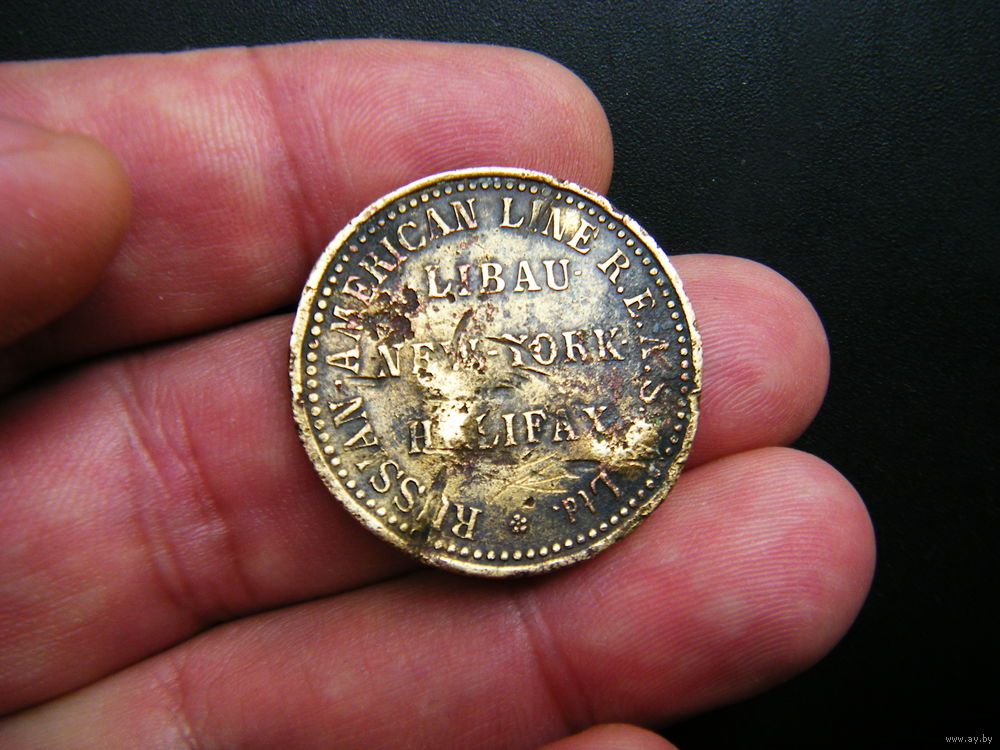 RUSSIAN-AMERICAN LINE R.E.A.S. Ltd.
LIBAU-
NEW-YORK-
HALIFAX
www.ay.by